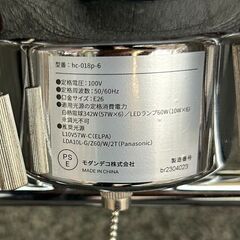 型番：hc-018p-6
●定格電圧：100V
●定格周波数：50/60Hz
●口金：E26
●適用光源の定格消費電力
白熱電球342W(57W×6)／LEDランプ60W(10W×6)
※調光不可
●推奨光源
L10V57W-C(ELPA)
LDA10L-G/Z60/W/2T(Panasonic)
PS
E
モダンデコ株式会社
MADE IN CHINA
製造番号
br2304023